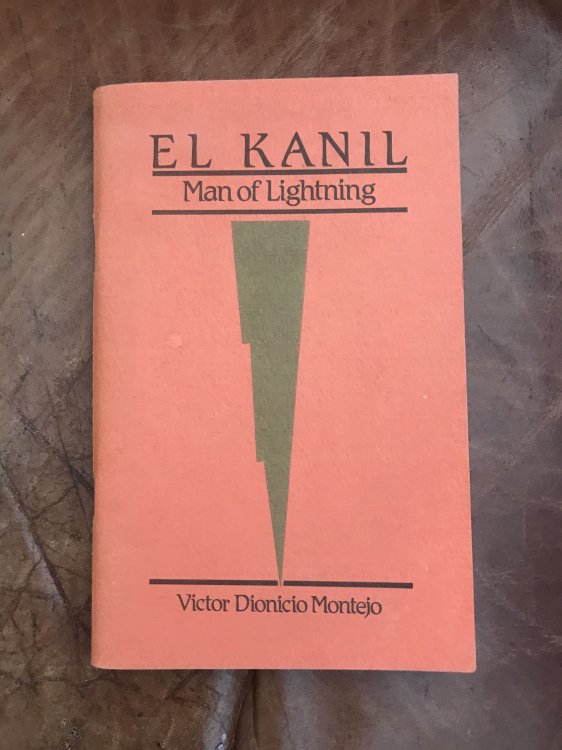 EL KANIL
Man of Lightning
Victor Dionicio Montejo